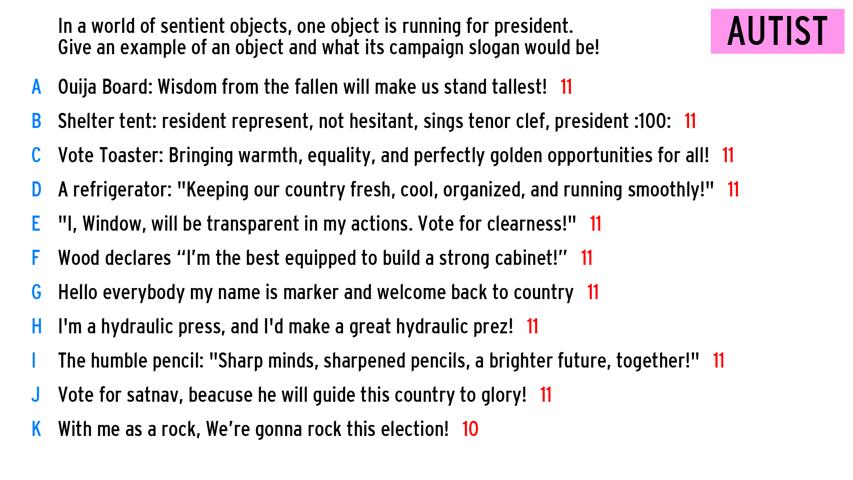 In a world of sentient objects, one object is running for president.
Give an example of an object and what its campaign slogan would be!
AUTIST
A Ouija Board: Wisdom from the fallen will make us stand tallest! 11
B Shelter tent: resident represent, not hesitant, sings tenor clef, president :100: 11
C Vote Toaster: Bringing warmth, equality, and perfectly golden opportunities for all! 11
D A refrigerator: "Keeping our country fresh, cool, organized, and running smoothly!" 11
E "I, Window, will be transparent in my actions. Vote for clearness!" 11
F Wood declares “I’m the best equipped to build a strong cabinet!” 11
G Hello everybody my name is marker and welcome back to country 11
H I'm a hydraulic press, and I'd make a great hydraulic prez! 11
I The humble pencil: "Sharp minds, sharpened pencils, a brighter future, together!" 11
J Vote for satnav, beacuse he will guide this country to glory! 11
K With me as a rock, We’re gonna rock this election! 10